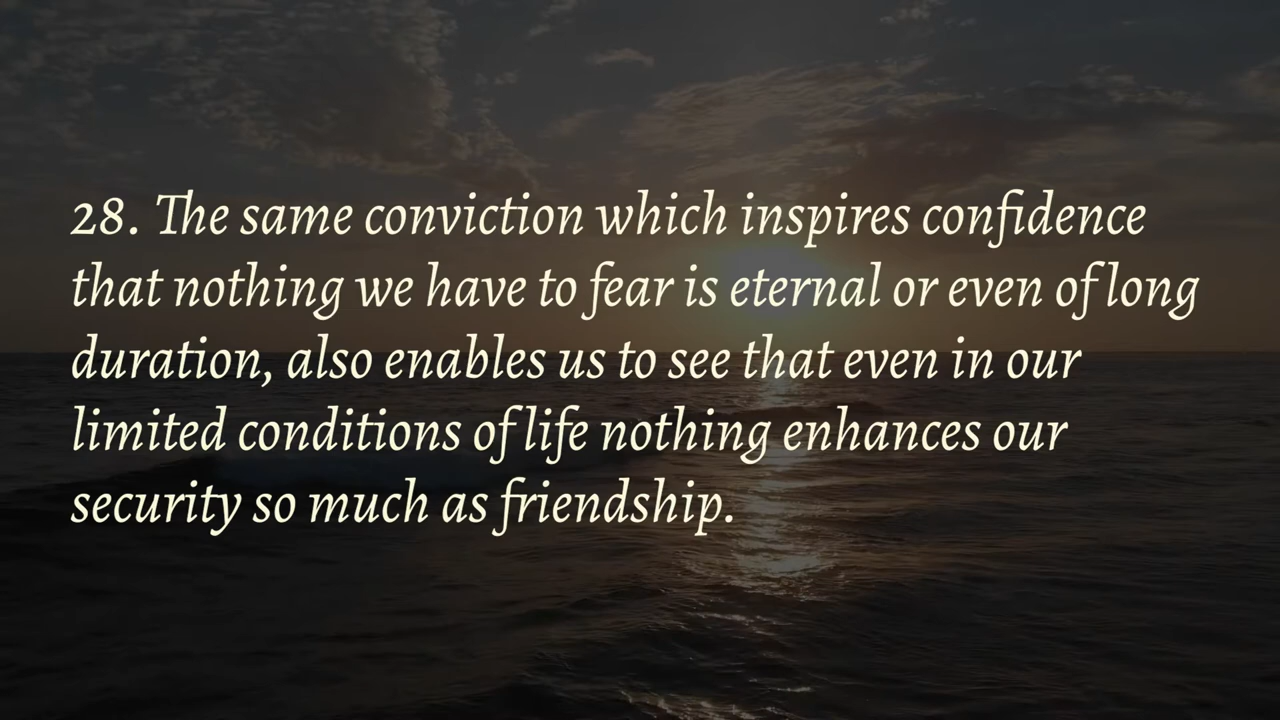 28. The same conviction which inspires confidence
that nothing we have to fear is eternal or even of long
duration, also enables us to see that even in our
limited conditions of life nothing enhances our
security so much as friendship.